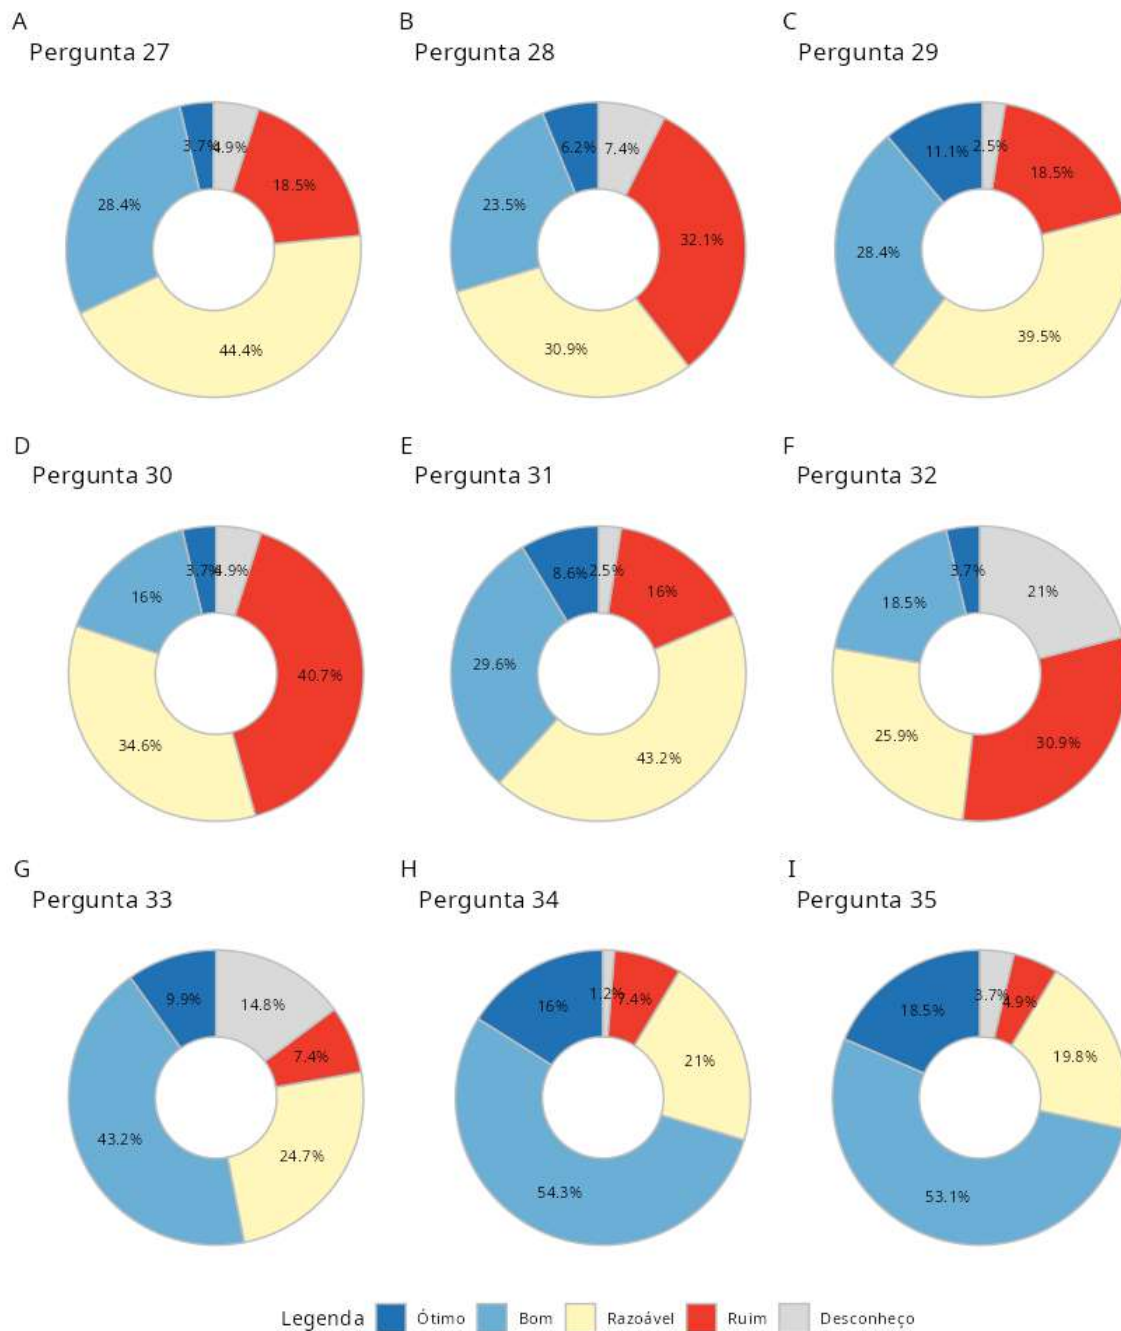 A
Pergunta 27
3.7%
4.9%
18.5%
28.4%
44.4%
B
Pergunta 28
6.2%
7.4%
23.5%
32.1%
30.9%
C
Pergunta 29
11.1%
2.5%
18.5%
28.4%
39.5%
D
Pergunta 30
3.7%
4.9%
16%
40.7%
34.6%
E
Pergunta 31
8.6%
2.5%
16%
29.6%
43.2%
F
Pergunta 32
3.7%
21%
18.5%
25.9%
30.9%
G
Pergunta 33
9.9%
14.8%
7.4%
43.2%
24.7%
H
Pergunta 34
16%
1.2%
7.4%
21%
54.3%
I
Pergunta 35
18.5%
3.7%
4.9%
19.8%
53.1%
Legenda Ótimo Bom Razoável Ruim Desconheço